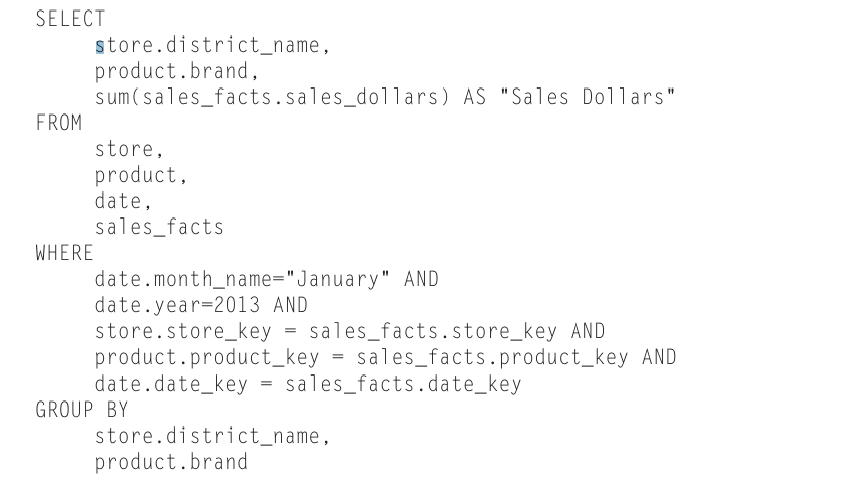 SELECT
store.district_name,
product.brand,
sum(sales_facts.sales_dollars) AS "Sales Dollars"
FROM
store,
product,
date,
sales_facts
WHERE
date.month_name="January" AND
date.year=2013 AND
store.store_key = sales_facts.store_key AND
product.product_key = sales_facts.product_key AND
date.date_key = sales_facts.date_key
GROUP BY
store.district_name,
product.brand